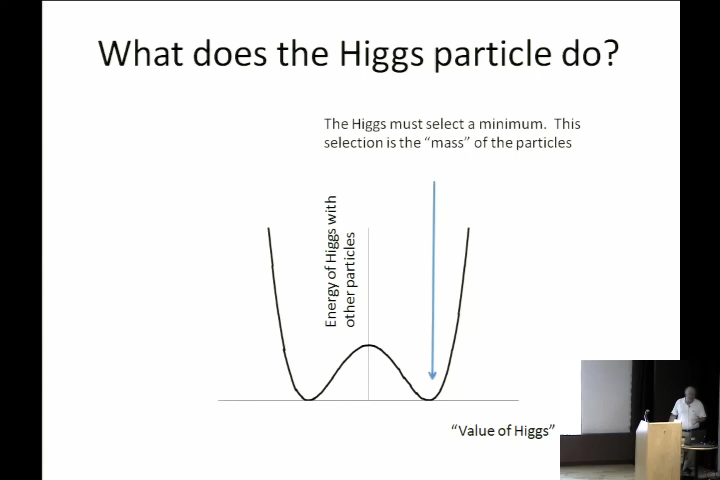 What does the Higgs particle do?
The Higgs must select a minimum.  This
selection is the “mass” of the particles
Energy of Higgs with
other particles
“Value of Higgs”